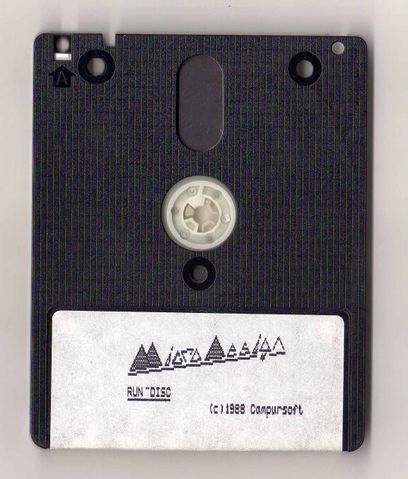 A
MicroDesign
RUN "DISC
(c)1988 Campursoft